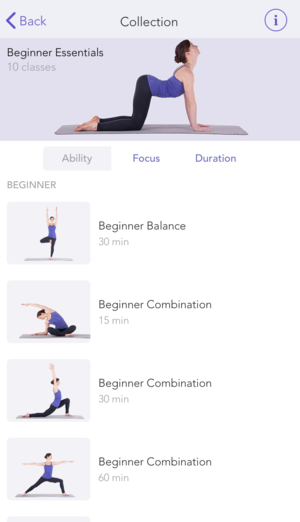 Back
Collection
i
Beginner Essentials
10 classes
Ability
Focus
Duration
BEGINNER
Beginner Balance
30 min
Beginner Combination
15 min
Beginner Combination
30 min
Beginner Combination
60 min